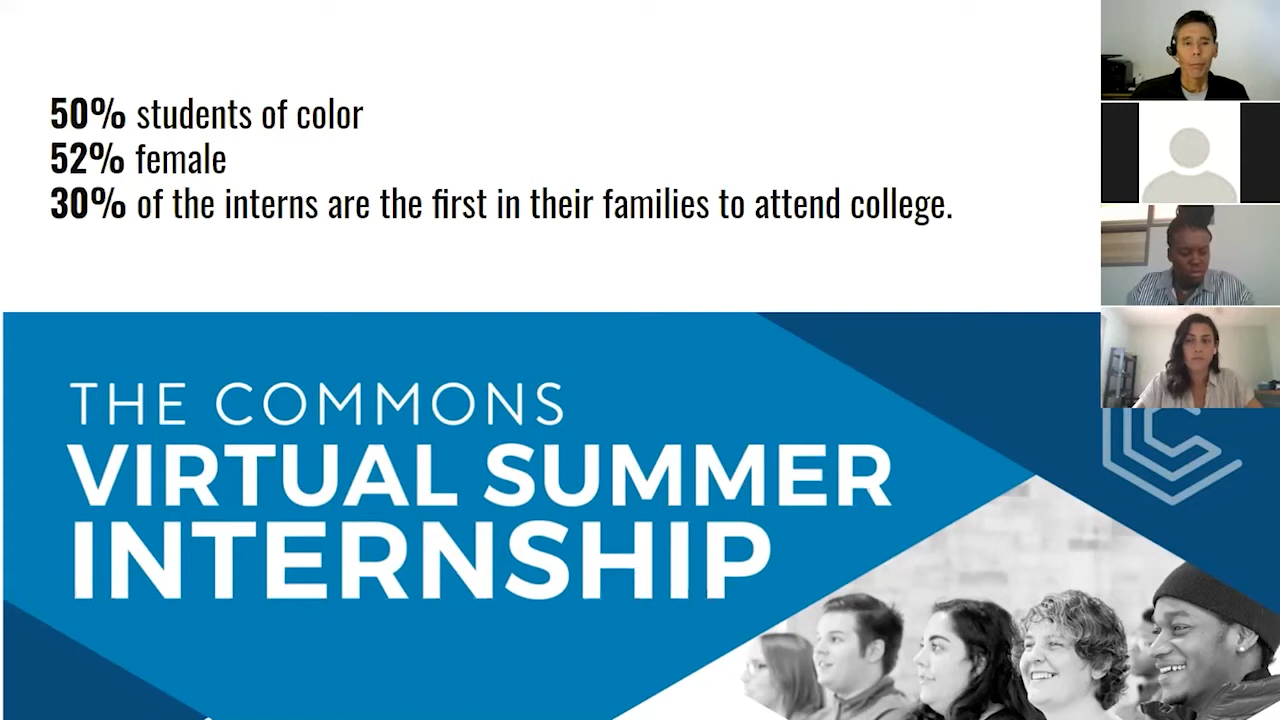 50% students of color
52% female
30% of the interns are the first in their families to attend college.
THE COMMONS
VIRTUAL SUMMER
INTERNSHIP